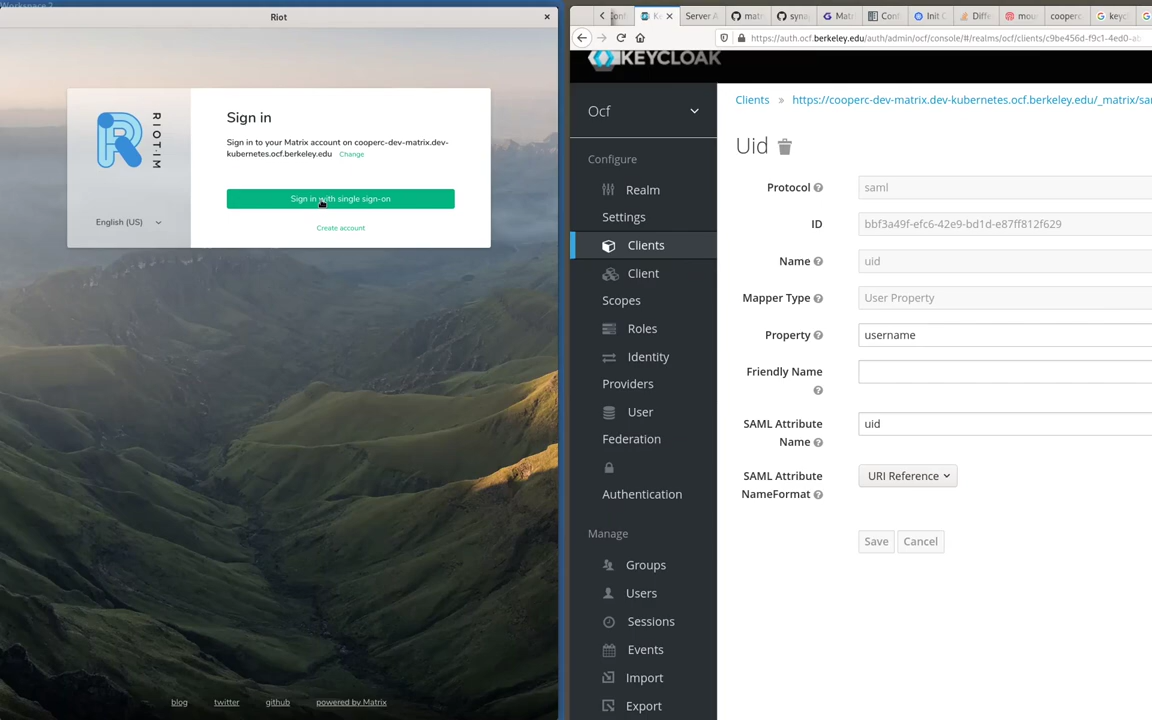 Workspace 2
Riot
×
RIOT.IM
English (US)
Sign in
Sign in to your Matrix account on cooperc-dev-matrix.dev-
kubernetes.ocf.berkeley.edu Change
Sign in with single sign-on
Create account
blog twitter github powered by Matrix
Server
Init
Diffe
mou
cooperc
keycl
https://auth.ocf.berkeley.edu/auth/admin/ocf/console/#/realms/ocf/clients/c9be456d-f9c1-4ed0-
KEYCLOAK
Ocf
Configure
Realm
Settings
Clients
Client
Scopes
Roles
Identity
Providers
User
Federation
Authentication
Manage
Groups
Users
Sessions
Events
Import
Export
Clients » https://cooperc-dev-matrix.dev-kubernetes.ocf.berkeley.edu/_matrix/sa
Uid
Protocol saml
ID bbf3a49f-efc6-42e9-bd1d-e87ff812f629
Name uid
Mapper Type User Property
Property username
Friendly Name
SAML Attribute
Name uid
SAML Attribute
NameFormat URI Reference
Save Cancel